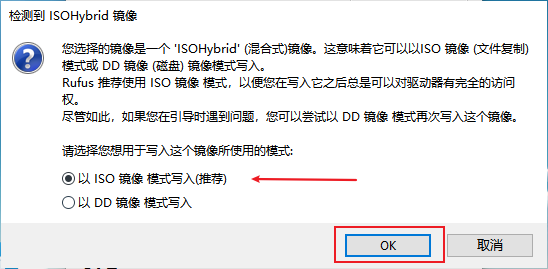 检测到 ISOHybrid 镜像
您选择的镜像是一个 'ISOHybrid' (混合式)镜像。这意味着它可以以ISO 镜像 (文件复制)
模式或 DD 镜像 (磁盘) 镜像模式写入。
Rufus 推荐使用 ISO 镜像 模式，以便您在写入它之后总是可以对驱动器有完全的访问
权。
尽管如此，如果您在引导时遇到问题，您可以尝试以 DD 镜像 模式再次写入这个镜像。
请选择您想用于写入这个镜像所使用的模式:
以 ISO 镜像 模式写入(推荐)
以 DD 镜像 模式写入
OK
取消